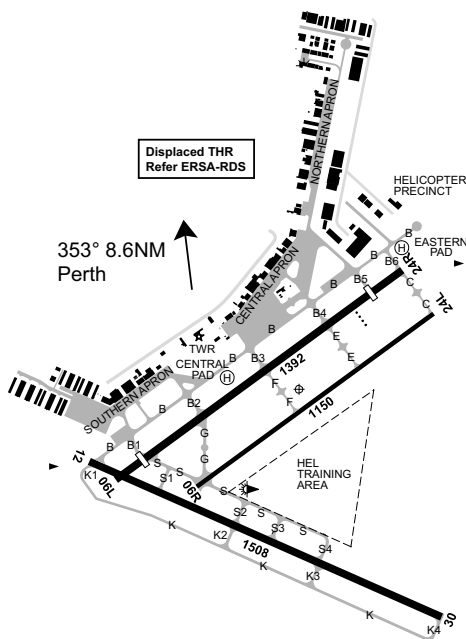 NORTHERN APRON
Displaced THR
Refer ERSA-RDS
HELICOPTER
PRECINCT
353° 8.6NM
Perth
B
H
EASTERN
PAD
B
B6
24R
CENTRAL APRON
B
B5
C
C
24L
B
B4
TWR
CENTRAL
PAD
H
B
B
B3
E
E
1392
F
F
1150
SOUTHERN APRON
B
B2
B
B1
G
G
12
K1
06L
S
S
S1
06R
HEL
TRAINING
AREA
S
S2
S
S3
S
S4
K
K2
1508
K
K3
K
K4
30